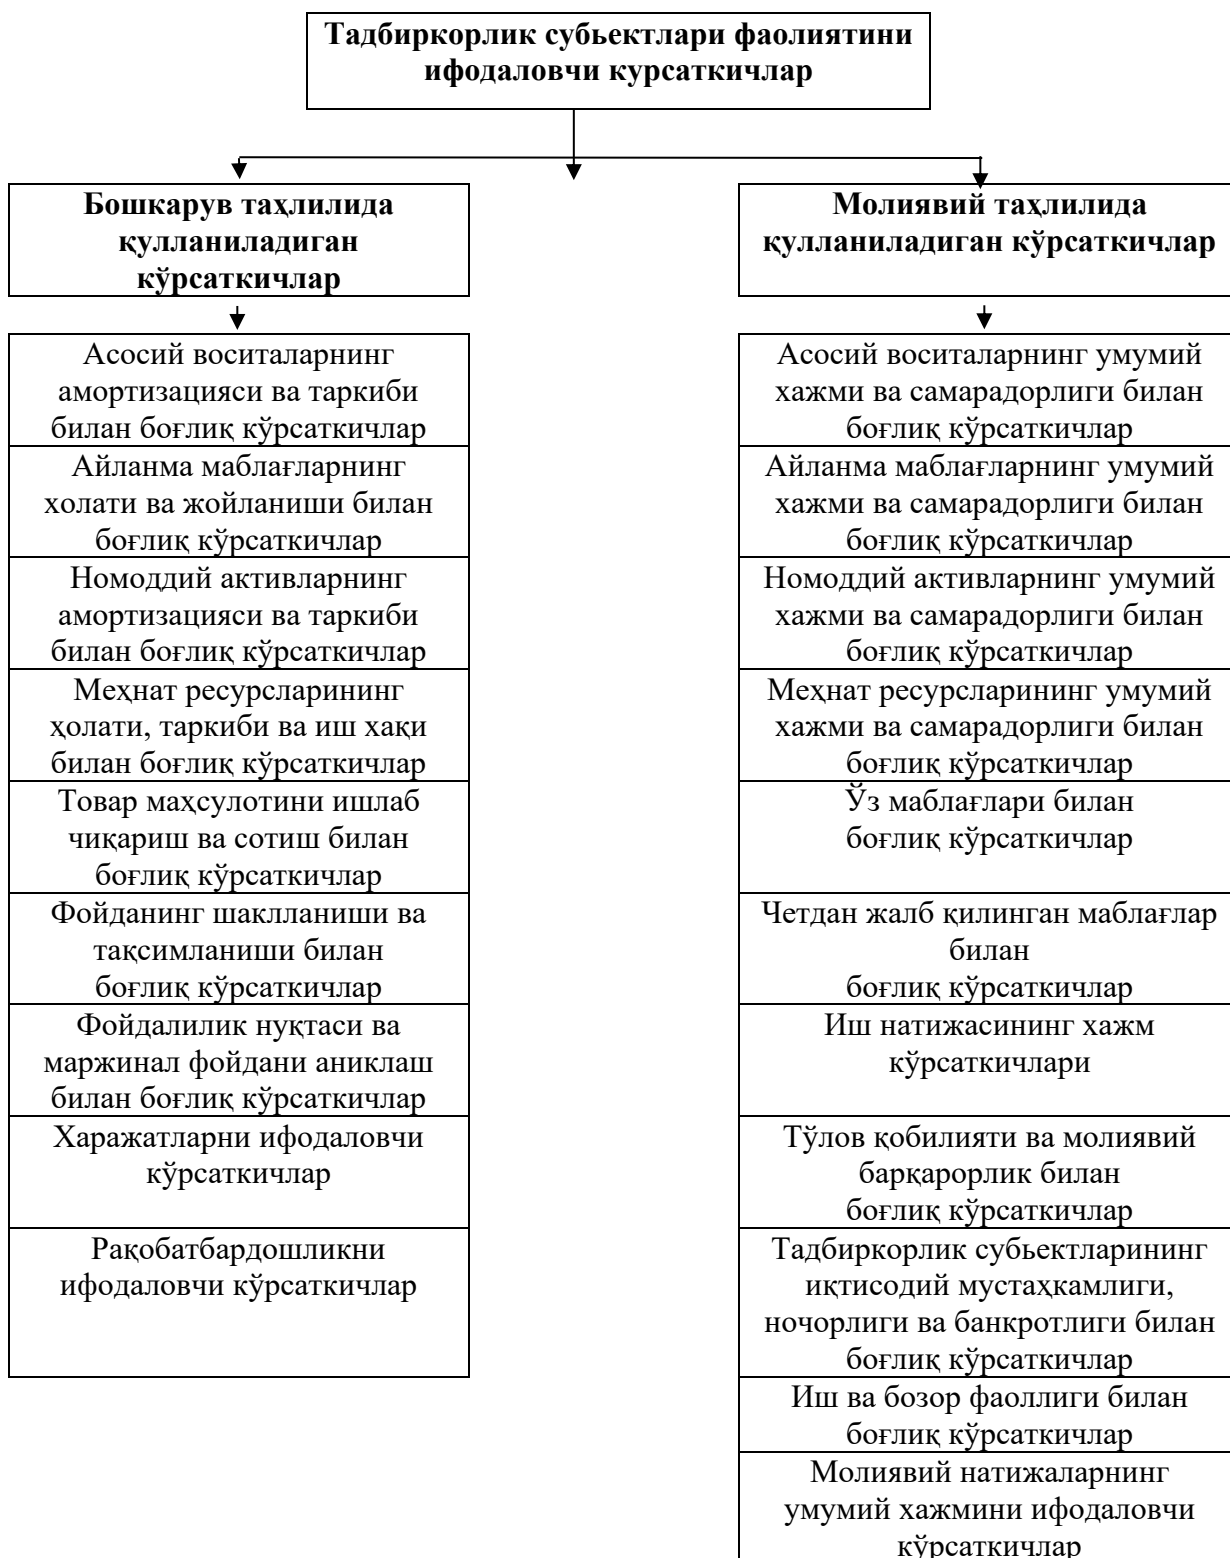 Тадбиркорлик субьектлари фаолиятини
ифодаловчи курсаткичлар
Бошкарув таҳлилида
қулланиладиган
кўрсаткичлар
Асосий воситаларнинг
амортизацияси ва таркиби
билан боғлиқ кўрсаткичлар
Айланма маблағларнинг
холати ва жойланиши билан
боғлиқ кўрсаткичлар
Номоддий активларнинг
амортизацияси ва таркиби
билан боғлиқ кўрсаткичлар
Меҳнат ресурсларининг
ҳолати, таркиби ва иш хақи
билан боғлиқ кўрсаткичлар
Товар маҳсулотини ишлаб
чиқариш ва сотиш билан
боғлиқ кўрсаткичлар
Фойданинг шаклланиши ва
тақсимланиши билан
боғлиқ кўрсаткичлар
Фойдалилик нуқтаси ва
маржинал фойдани аниклаш
билан боғлиқ кўрсаткичлар
Харажатларни ифодаловчи
кўрсаткичлар
Рақобатбардошликни
ифодаловчи кўрсаткичлар
Молиявий таҳлилида
қулланиладиган кўрсаткичлар
Асосий воситаларнинг умумий
хажми ва самарадорлиги билан
боғлиқ кўрсаткичлар
Айланма маблағларнинг умумий
хажми ва самарадорлиги билан
боғлиқ кўрсаткичлар
Номоддий активларнинг умумий
хажми ва самарадорлиги билан
боғлиқ кўрсаткичлар
Меҳнат ресурсларининг умумий
хажми ва самарадорлиги билан
боғлиқ кўрсаткичлар
Ўз маблағлари билан
боғлиқ кўрсаткичлар
Четдан жалб қилинган маблағлар
билан
боғлиқ кўрсаткичлар
Иш натижасининг хажм
кўрсаткичлари
Тўлов қобилияти ва молиявий
барқарорлик билан
боғлиқ кўрсаткичлар
Тадбиркорлик субьектларининг
иқтисодий мустаҳкамлиги,
ночорлиги ва банкротлиги билан
боғлиқ кўрсаткичлар
Иш ва бозор фаоллиги билан
боғлиқ кўрсаткичлар
Молиявий натижаларнинг
умумий хажмини ифодаловчи
кўрсаткичлар